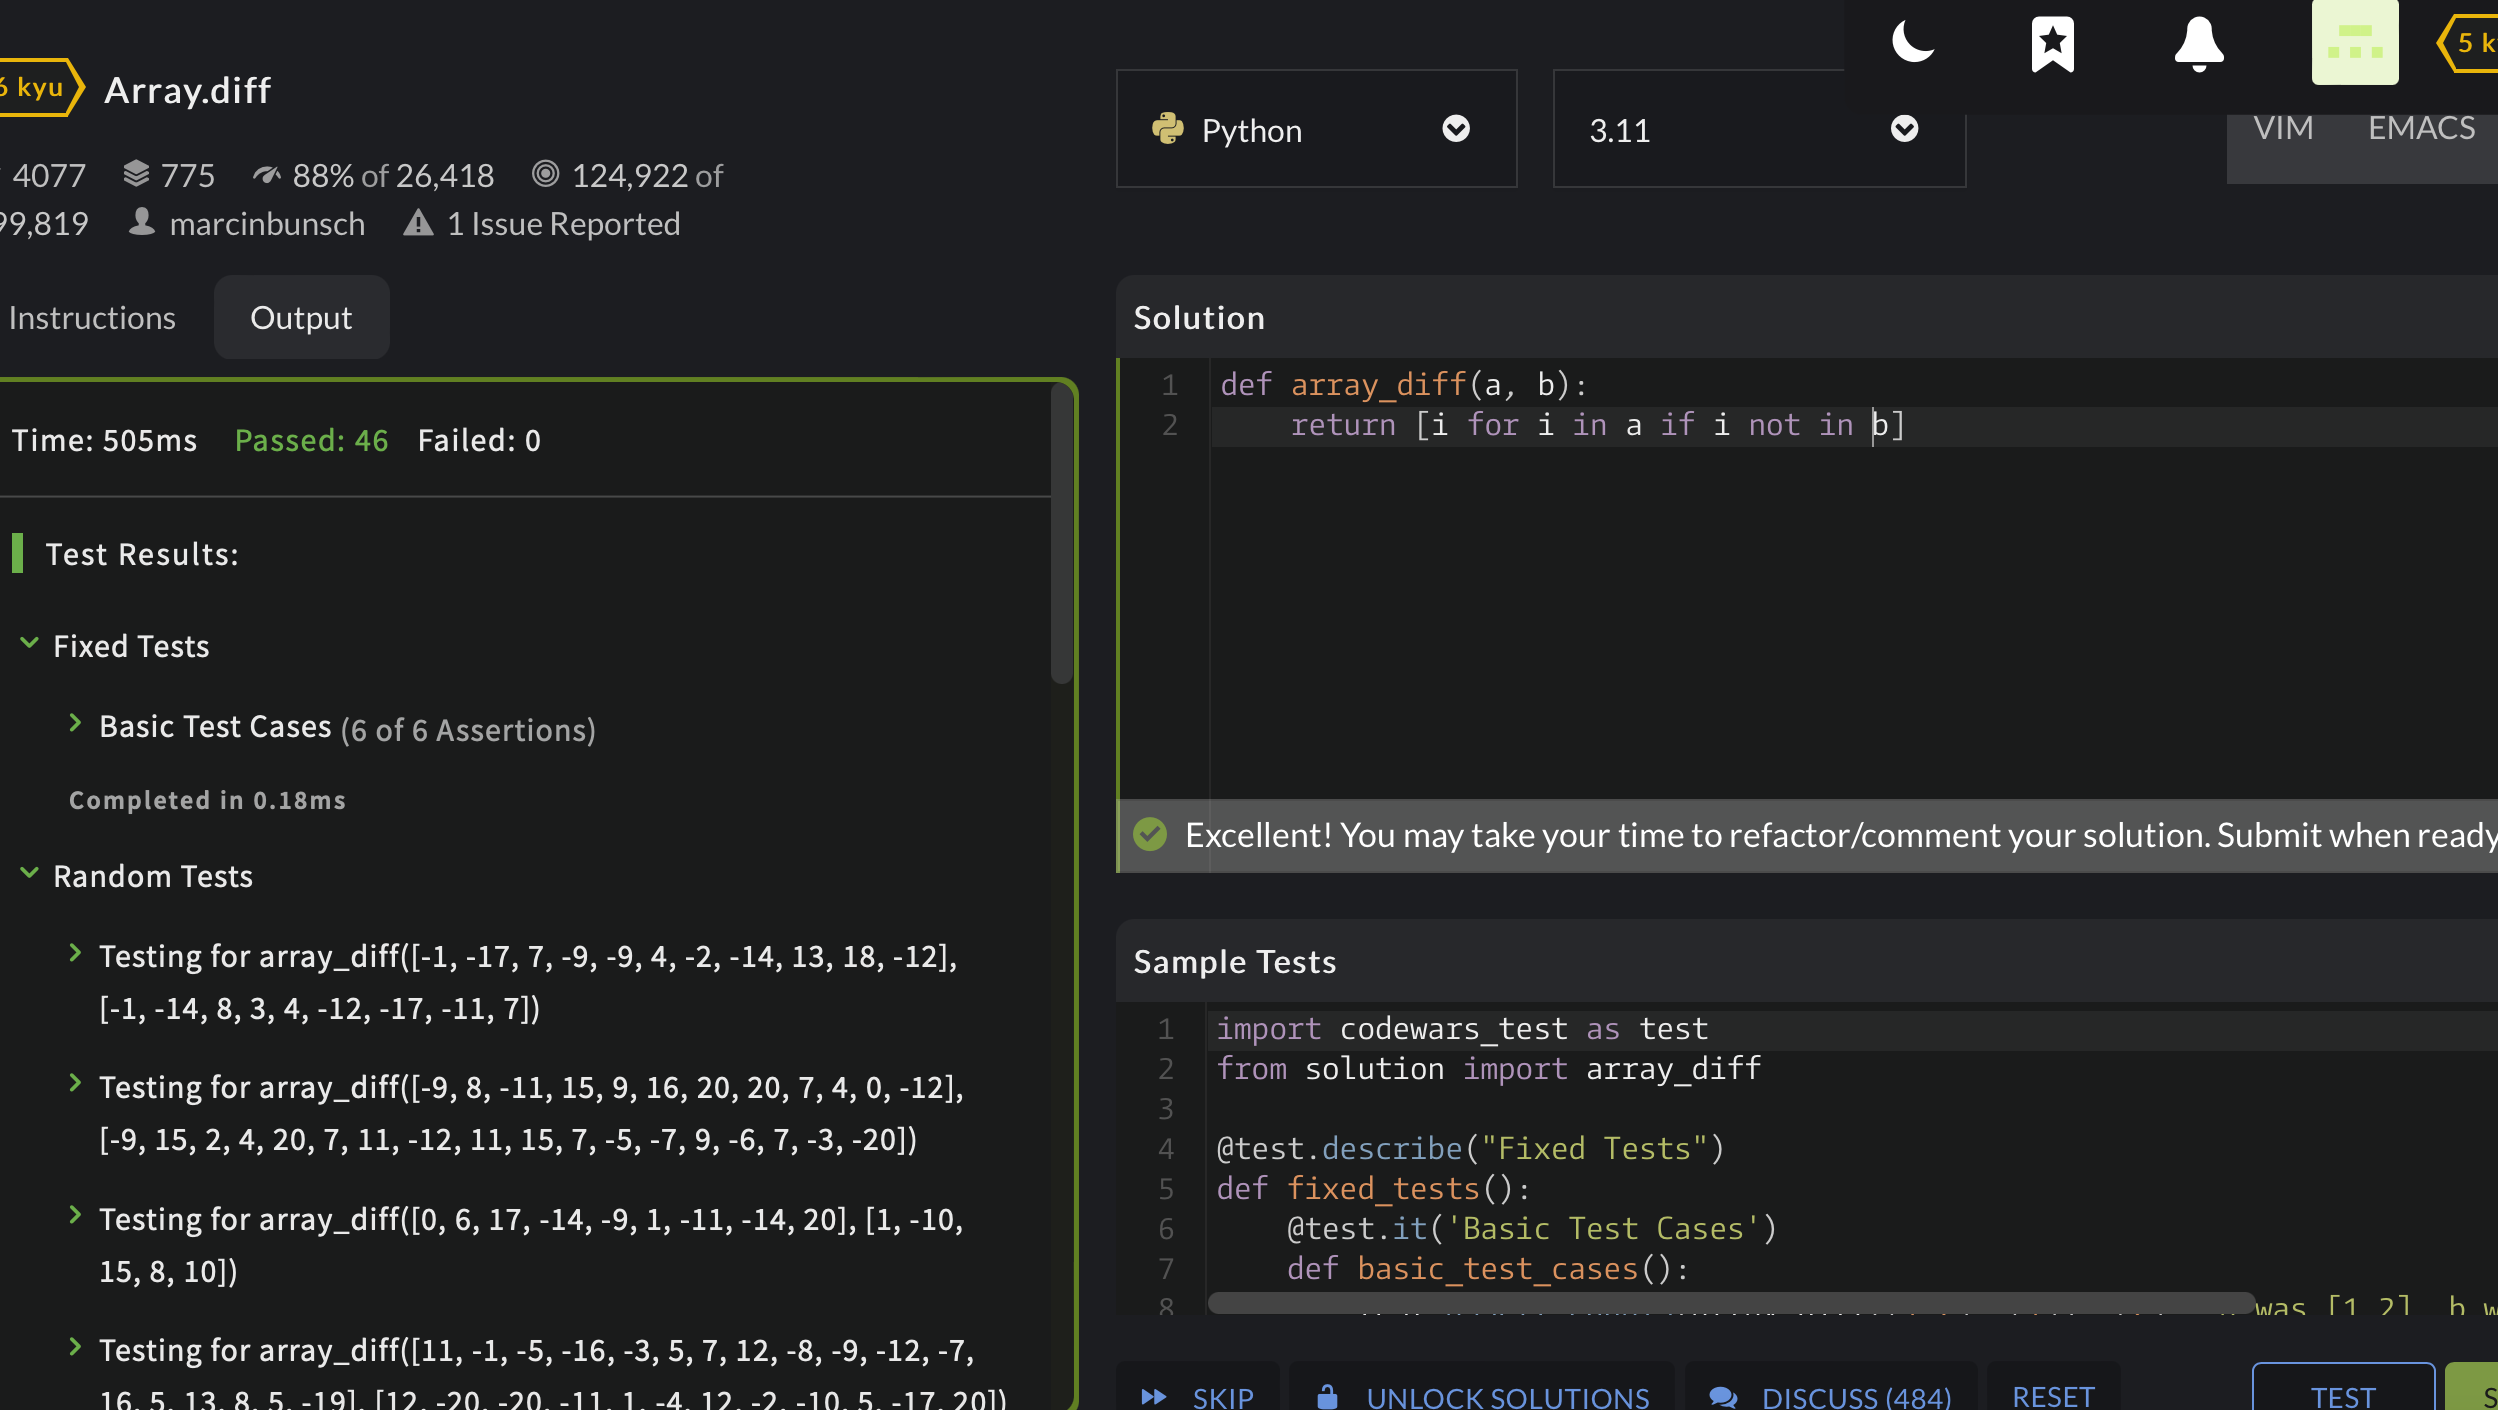 6 kyu Array.diff
4077 775 88% of 26,418 124,922 of
99,819 marcinbunsch 1 Issue Reported
Instructions Output
Time: 505ms Passed: 46 Failed: 0
Test Results:
Fixed Tests
Basic Test Cases (6 of 6 Assertions)
Completed in 0.18ms
Random Tests
Testing for array_diff([-1, -17, 7, -9, -9, 4, -2, -14, 13, 18, -12],
[-1, -14, 8, 3, 4, -12, -17, -11, 7])
Testing for array_diff([-9, 8, -11, 15, 9, 16, 20, 20, 7, 4, 0, -12],
[-9, 15, 2, 4, 20, 7, 11, -12, 11, 15, 7, -5, -7, 9, -6, 7, -3, -20])
Testing for array_diff([0, 6, 17, -14, -9, 1, -11, -14, 20], [1, -10,
15, 8, 10])
Testing for array_diff([11, -1, -5, -16, -3, 5, 7, 12, -8, -9, -12, -7,
16, 5, 13, 8, 5, -19], [12, -20, -20, -11, 1, -4, 12, -2, -10, 5, -17, 20])
5 k
Python 3.11 VIM EMACS
Solution
1 def array_diff(a, b):
2 return [i for i in a if i not in b]
Excellent! You may take your time to refactor/comment your solution. Submit when ready
Sample Tests
1 import codewars_test as test
2 from solution import array_diff
3
4 @test.describe("Fixed Tests")
5 def fixed_tests():
6 @test.it('Basic Test Cases')
7 def basic_test_cases():
8 was [1,2], b w
SKIP UNLOCK SOLUTIONS DISCUSS (484) RESET TEST S